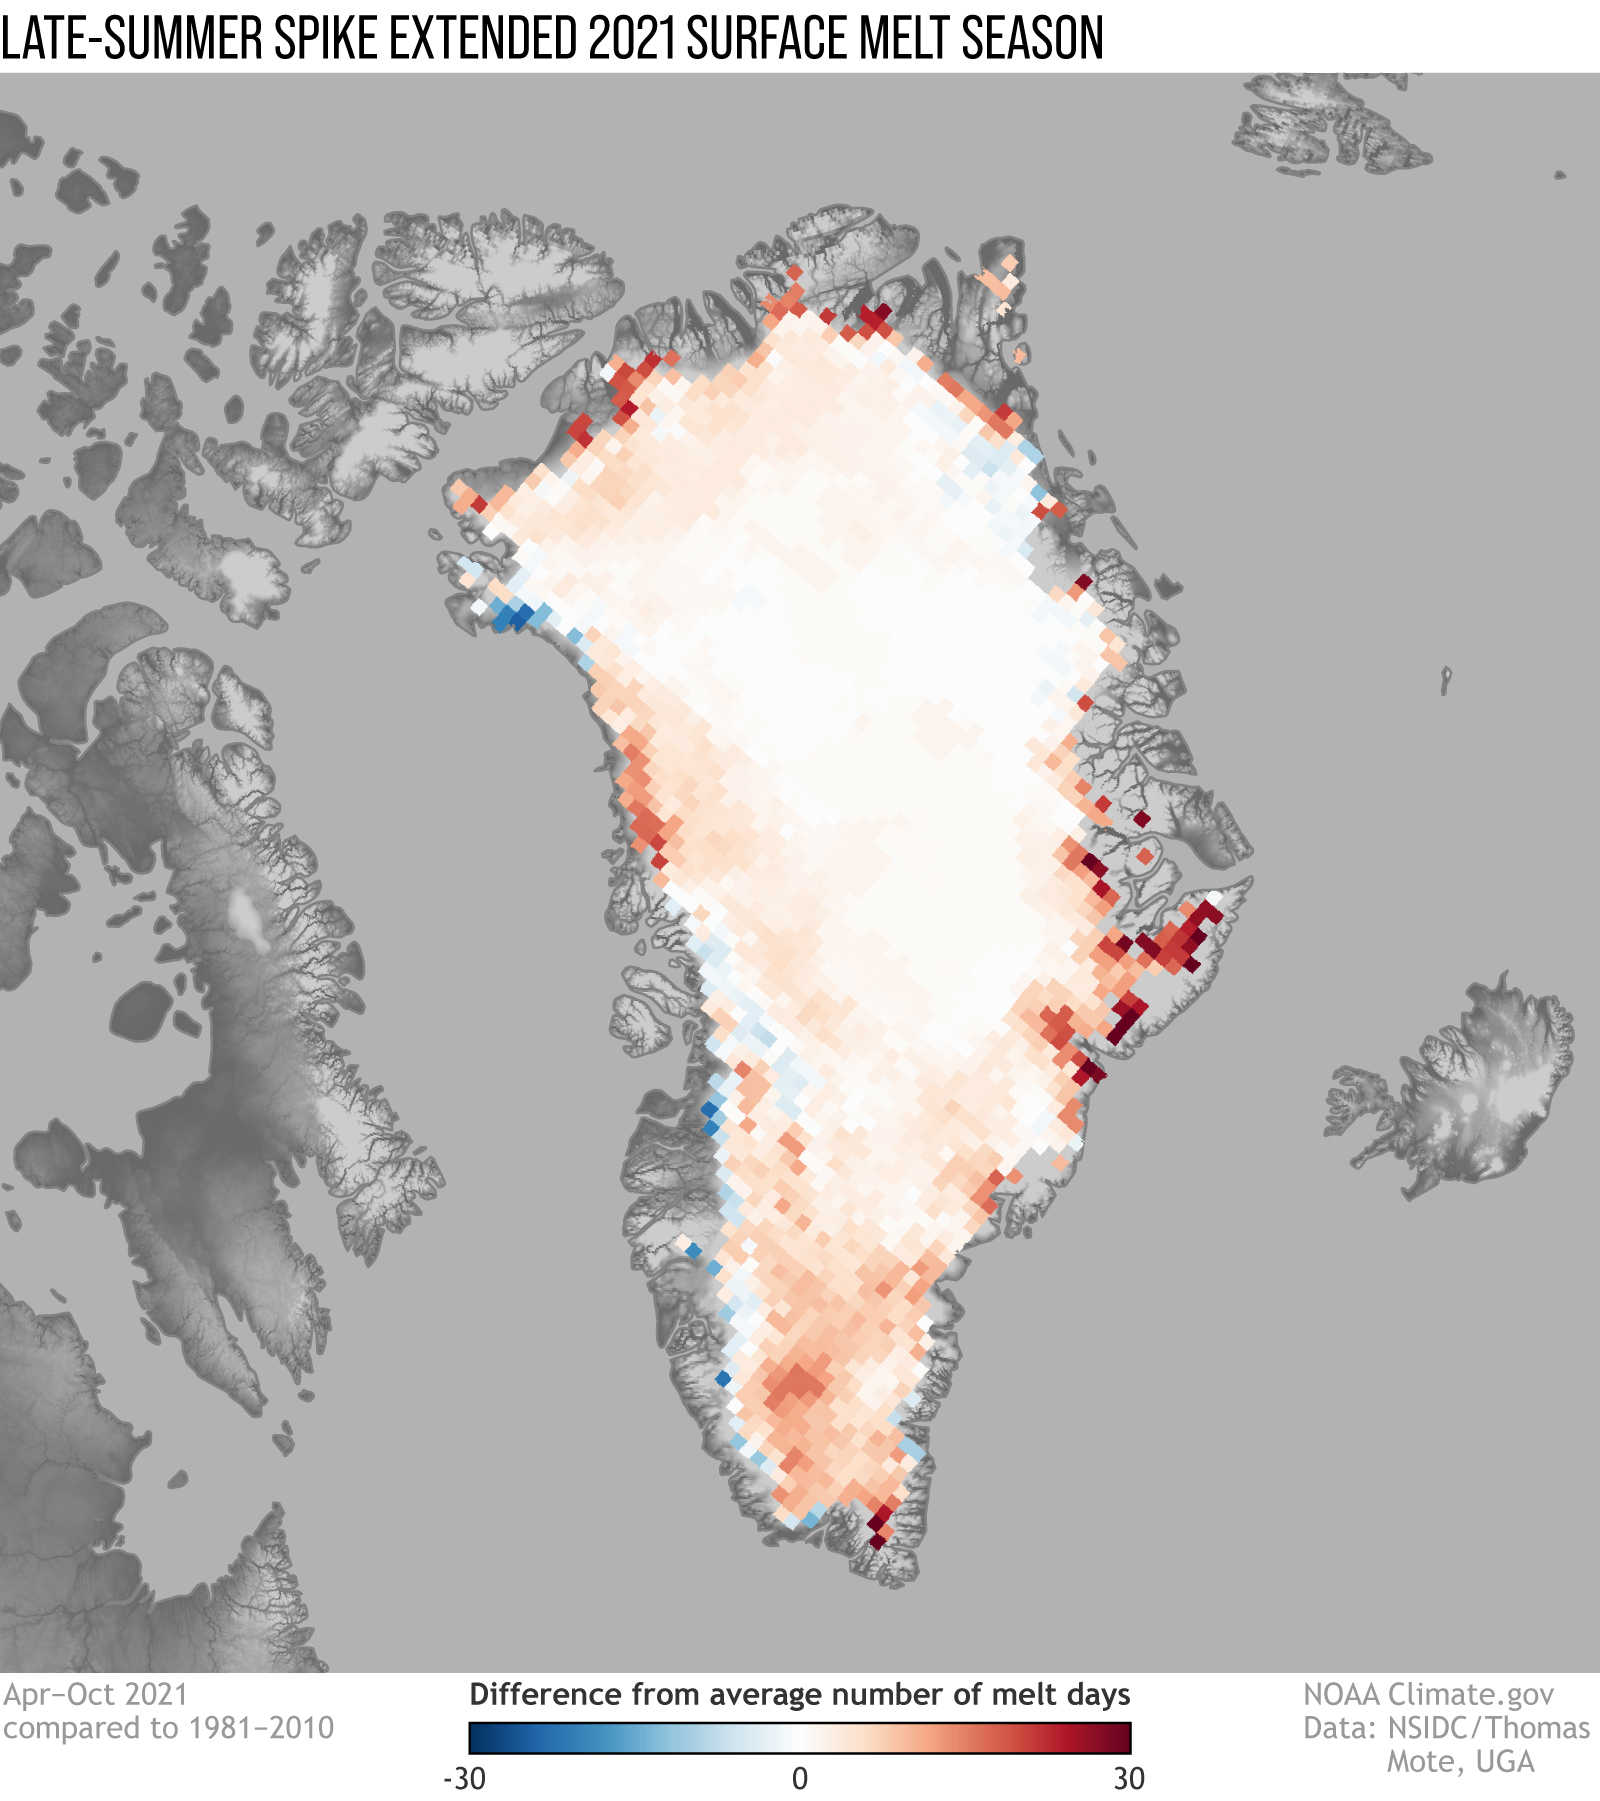 LATE-SUMMER SPIKE EXTENDED 2021 SURFACE MELT SEASON
Apr–Oct 2021
compared to 1981–2010
Difference from average number of melt days
-30 0 30
NOAA Climate.gov
Data: NSIDC/Thomas
Mote, UGA